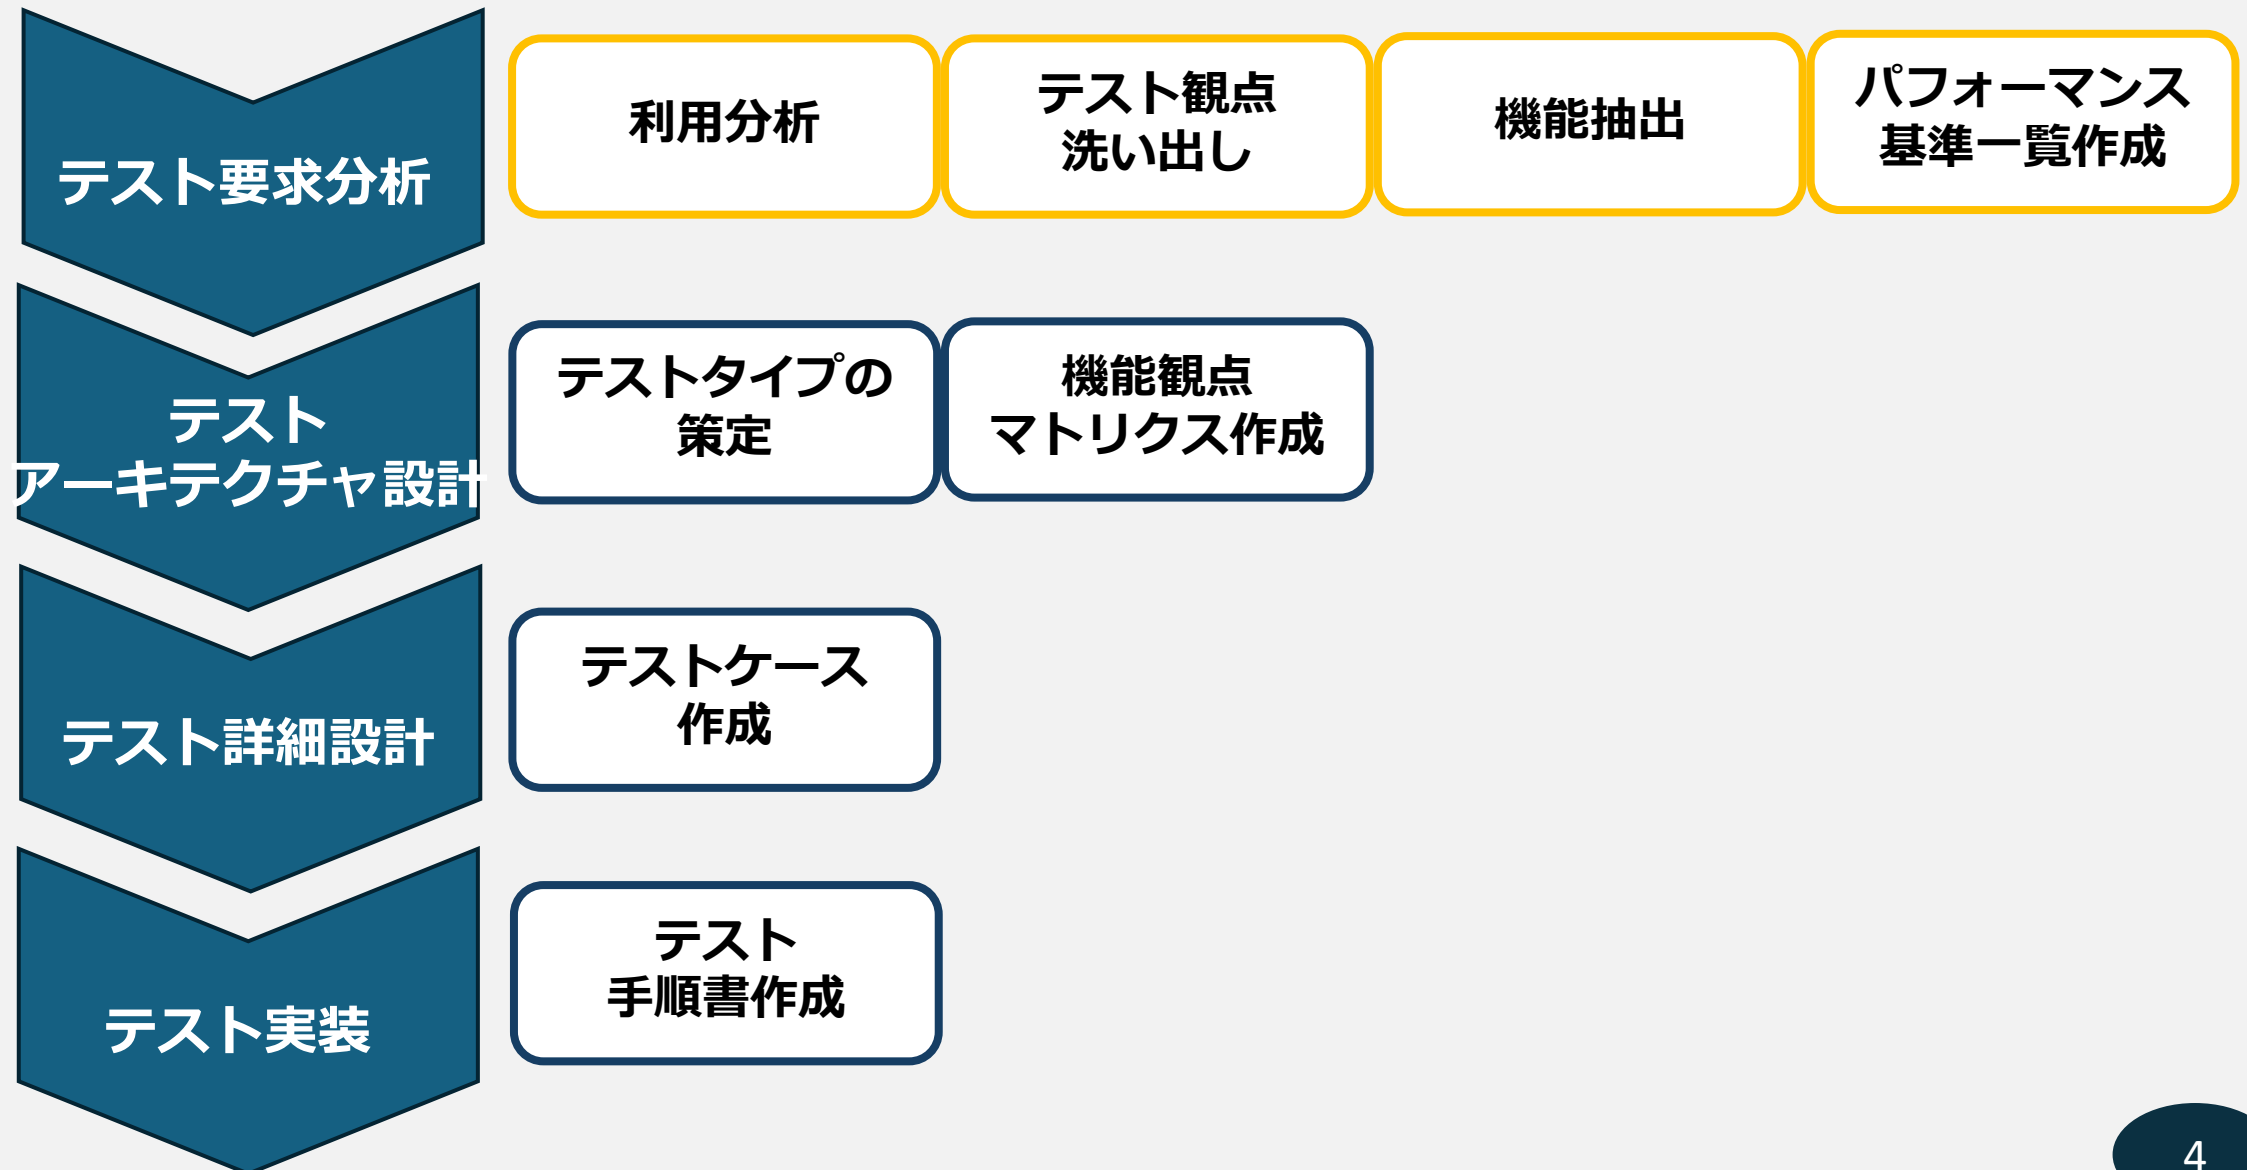 テスト要求分析
利用分析
テスト観点
洗い出し
機能抽出
パフォーマンス
基準一覧作成
テスト
アーキテクチャ設計
テストタイプの
策定
機能観点
マトリクス作成
テスト詳細設計
テストケース
作成
テスト実装
テスト
手順書作成
4